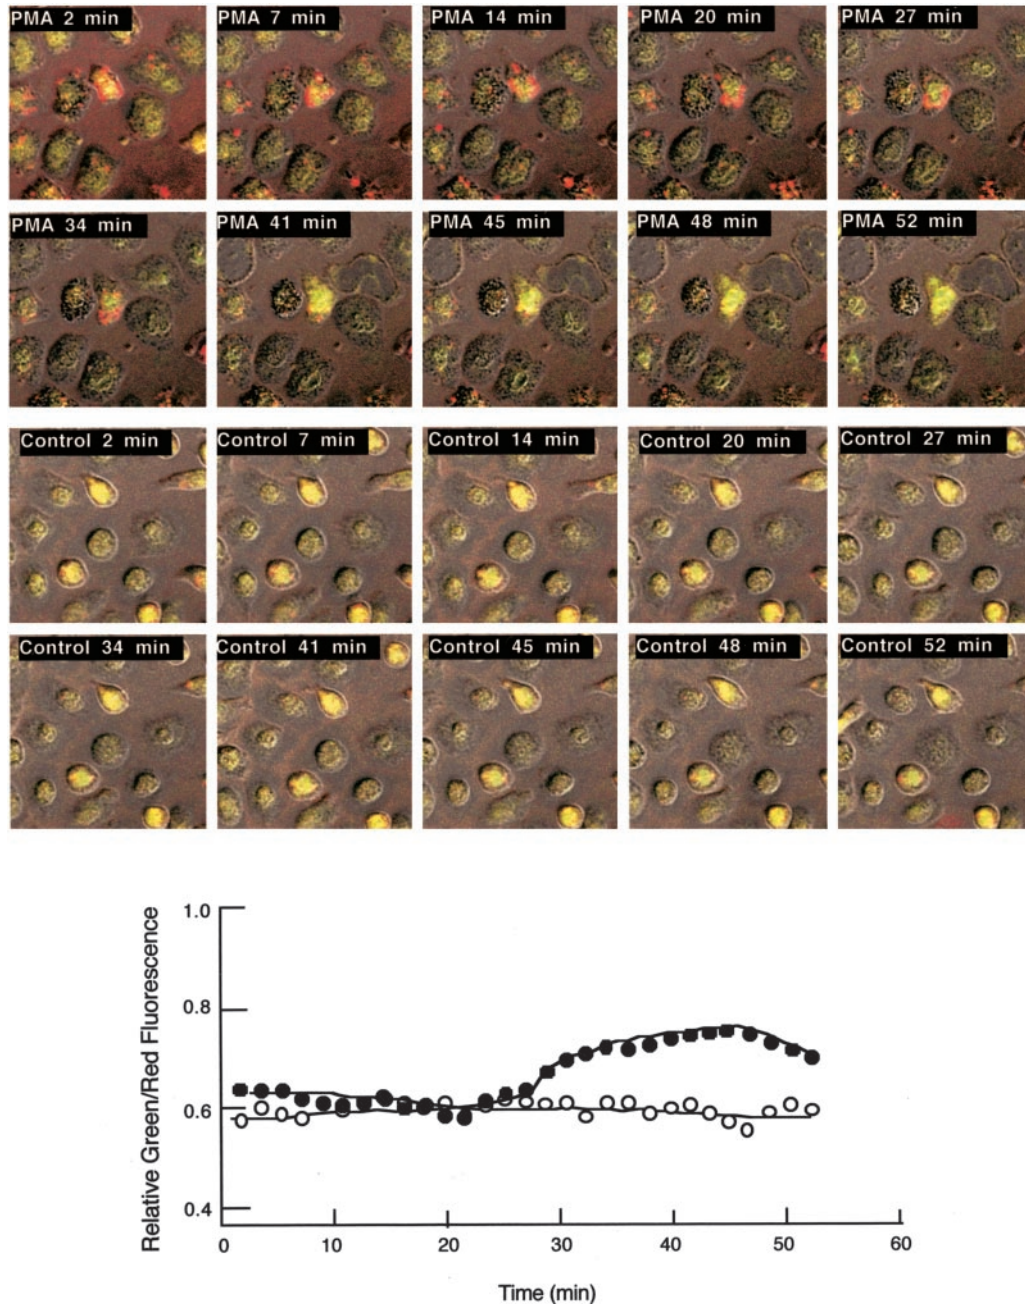 PMA 2 min
PMA 7 min
PMA 14 min
PMA 20 min
PMA 27 min
PMA 34 min
PMA 41 min
PMA 45 min
PMA 48 min
PMA 52 min
Control 2 min
Control 7 min
Control 14 min
Control 20 min
Control 27 min
Control 34 min
Control 41 min
Control 45 min
Control 48 min
Control 52 min
Relative Green/Red Fluorescence
1.0
0.8
0.6
0.4
0 10 20 30 40 50 60
Time (min)